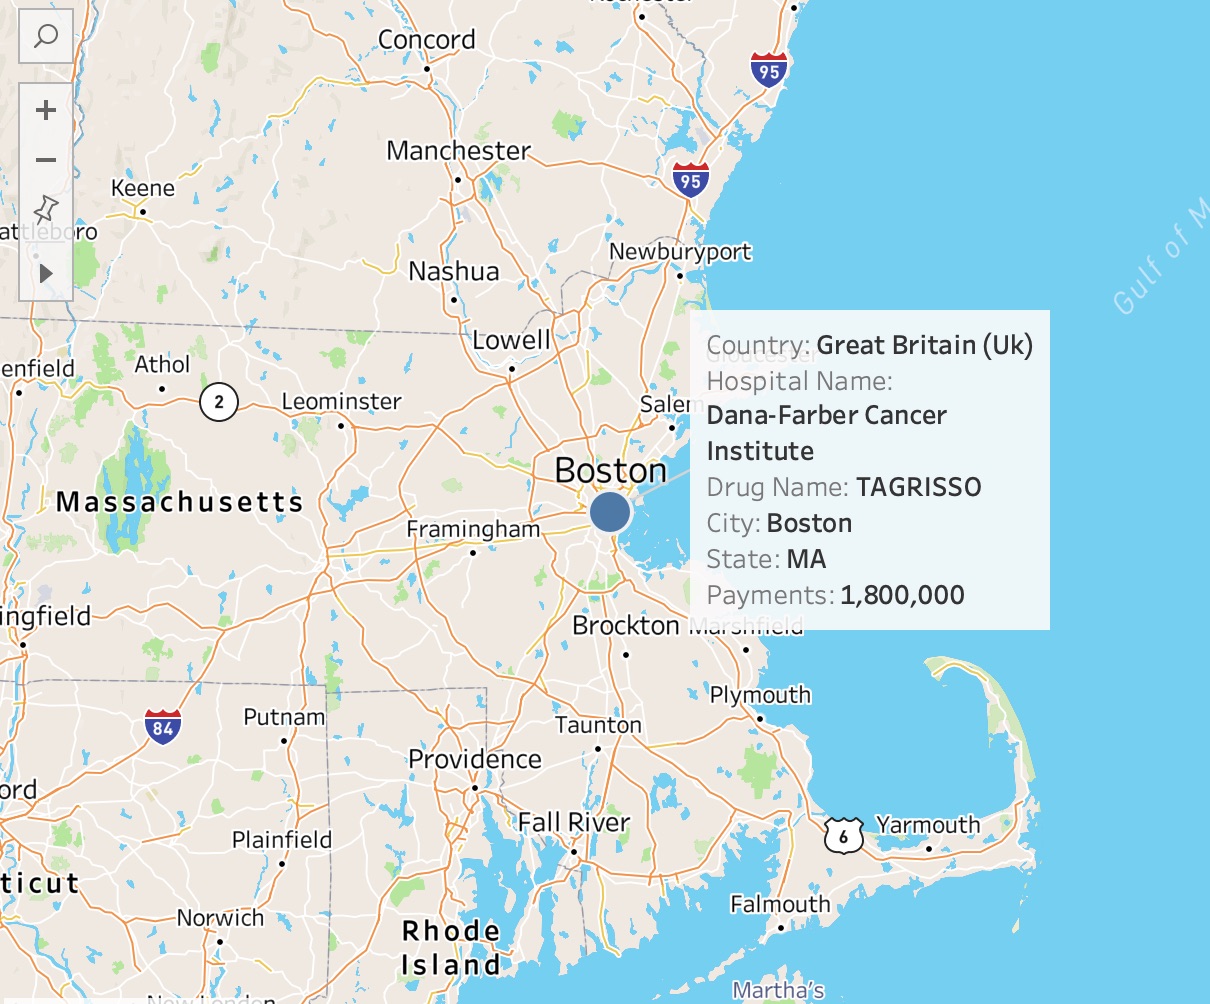 Concord
95
Manchester
95
Keene
Newburyport
Nashua
Lowell
Athol
2
Leominster
Salem
Boston
Massachusetts
Framingham
Country: Great Britain (Uk)
Gloucester
Hospital Name:
Dana-Farber Cancer
Institute
Drug Name: TAGRISSO
City: Boston
State: MA
Payments: 1,800,000
Brockton
Marshfield
Plymouth
84
Putnam
Taunton
Providence
Fall River
6
Yarmouth
Plainfield
Norwich
Falmouth
Rhode
Island
Martha's
New London
Gulf of M
attleboro
enfield
ingfield
ord
ticut